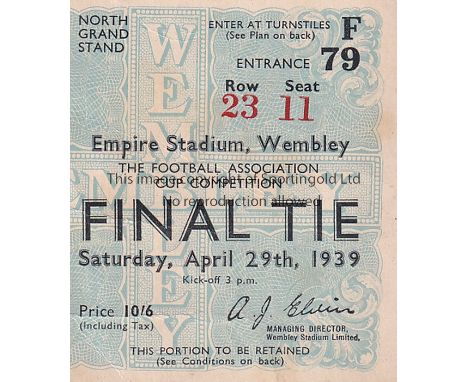 NORTH
GRAND
STAND
ENTER AT TURNSTILES
(See Plan on back)
F
ENTRANCE 79
Row Seat
23 11
WEMBLEY
Empire Stadium, Wembley
THE FOOTBALL ASSOCIATION
CUP COMPETITION
This image copyright of Sportingold Ltd
No reproduction allowed
FINAL TIE
Saturday, April 29th, 1939
Kick-off 3 p.m.
Price 10/6
(Including Tax)
A. J. Elvin
MANAGING DIRECTOR,
Wembley Stadium Limited,
THIS PORTION TO BE RETAINED
(See Conditions on back)